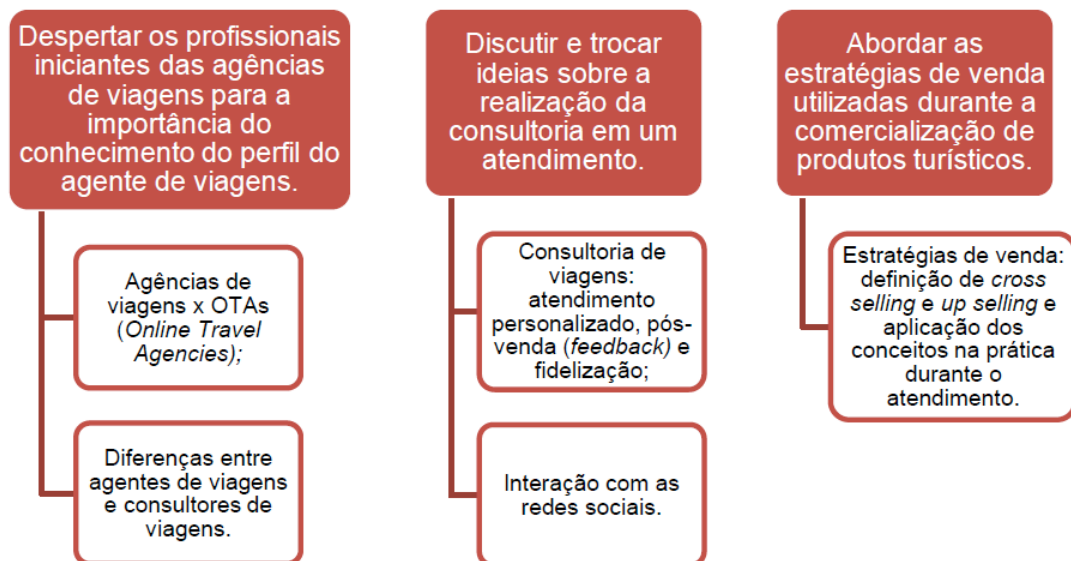 Despertar os profissionais
iniciantes das agências
de viagens para a
importância do
conhecimento do perfil do
agente de viagens.
Agências de
viagens x OTAs
(Online Travel
Agencies);
Diferenças entre
agentes de viagens
e consultores de
viagens.
Discutir e trocar
ideias sobre a
realização da
consultoria em um
atendimento.
Consultoria de
viagens:
atendimento
personalizado, pós-
venda (feedback) e
fidelização;
Interação com as
redes sociais.
Abordar as
estratégias de venda
utilizadas durante a
comercialização de
produtos turísticos.
Estratégias de venda:
definição de cross
selling e up selling e
aplicação dos
conceitos na prática
durante o
atendimento.